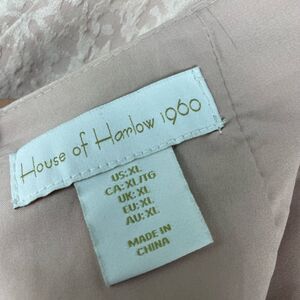 House of Harlow 1960
US: XL
CA: XL/TG
UK: XL
EU: XL
AU: XL
MADE IN
CHINA